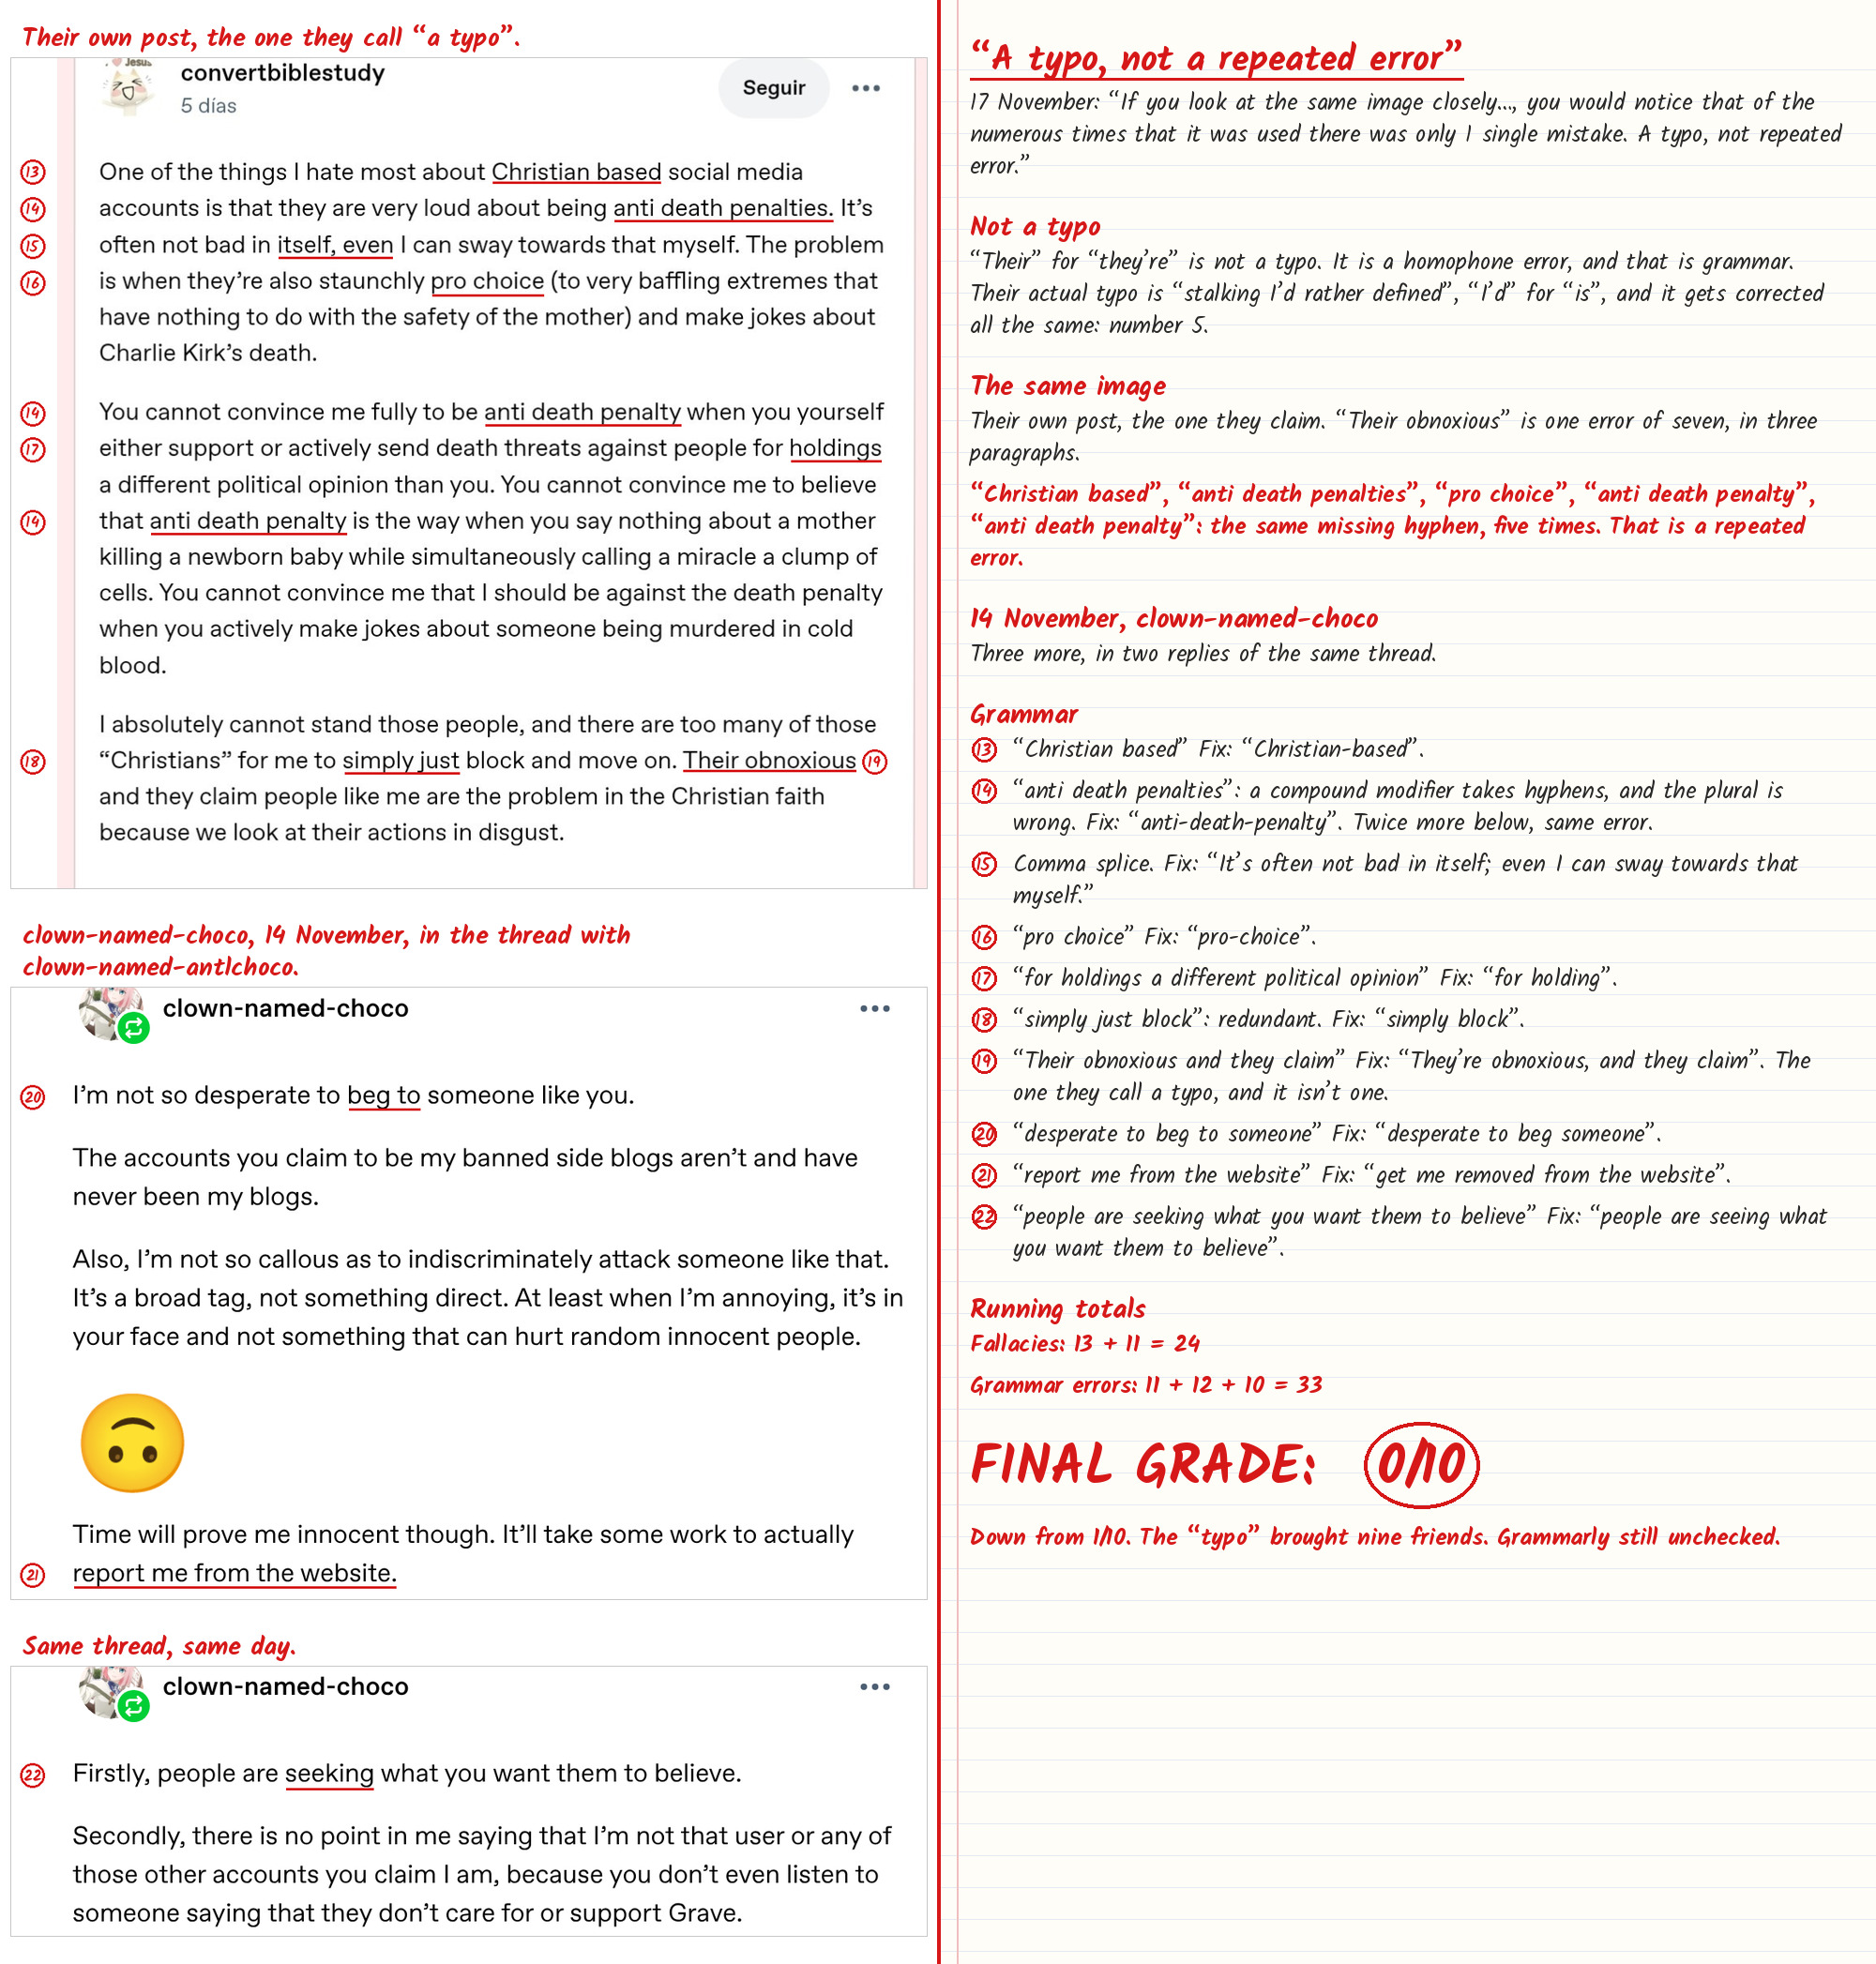 Their own post, the one they call “a typo”.
Jesus
convertbiblestudy
5 días
Seguir
13 One of the things I hate most about Christian based social media
14 accounts is that they are very loud about being anti death penalties. It’s
15 often not bad in itself, even I can sway towards that myself. The problem
16 is when they’re also staunchly pro choice (to very baffling extremes that
have nothing to do with the safety of the mother) and make jokes about
Charlie Kirk’s death.
14 You cannot convince me fully to be anti death penalty when you yourself
17 either support or actively send death threats against people for holdings
a different political opinion than you. You cannot convince me to believe
14 that anti death penalty is the way when you say nothing about a mother
killing a newborn baby while simultaneously calling a miracle a clump of
cells. You cannot convince me that I should be against the death penalty
when you actively make jokes about someone being murdered in cold
blood.
I absolutely cannot stand those people, and there are too many of those
18 “Christians” for me to simply just block and move on. Their obnoxious 19
and they claim people like me are the problem in the Christian faith
because we look at their actions in disgust.
clown-named-choco, 14 November, in the thread with
clown-named-antichoco.
clown-named-choco
20 I’m not so desperate to beg to someone like you.
The accounts you claim to be my banned side blogs aren’t and have
never been my blogs.
Also, I’m not so callous as to indiscriminately attack someone like that.
It’s a broad tag, not something direct. At least when I’m annoying, it’s in
your face and not something that can hurt random innocent people.
Time will prove me innocent though. It’ll take some work to actually
21 report me from the website.
Same thread, same day.
clown-named-choco
22 Firstly, people are seeking what you want them to believe.
Secondly, there is no point in me saying that I’m not that user or any of
those other accounts you claim I am, because you don’t even listen to
someone saying that they don’t care for or support Grave.
“A typo, not a repeated error”
17 November: “If you look at the same image closely..., you would notice that of the
numerous times that it was used there was only 1 single mistake. A typo, not repeated
error.”
Not a typo
“Their” for “they’re” is not a typo. It is a homophone error, and that is grammar.
Their actual typo is “stalking I’d rather defined”, “I’d” for “is”, and it gets corrected
all the same: number 5.
The same image
Their own post, the one they claim. “Their obnoxious” is one error of seven, in three
paragraphs.
“Christian based”, “anti death penalties”, “pro choice”, “anti death penalty”,
“anti death penalty”: the same missing hyphen, five times. That is a repeated
error.
14 November, clown-named-choco
Three more, in two replies of the same thread.
Grammar
13 “Christian based” Fix: “Christian-based”.
14 “anti death penalties”: a compound modifier takes hyphens, and the plural is
wrong. Fix: “anti-death-penalty”. Twice more below, same error.
15 Comma splice. Fix: “It’s often not bad in itself; even I can sway towards that
myself.”
16 “pro choice” Fix: “pro-choice”.
17 “for holdings a different political opinion” Fix: “for holding”.
18 “simply just block”: redundant. Fix: “simply block”.
19 “Their obnoxious and they claim” Fix: “They’re obnoxious, and they claim”. The
one they call a typo, and it isn’t one.
20 “desperate to beg to someone” Fix: “desperate to beg someone”.
21 “report me from the website” Fix: “get me removed from the website”.
22 “people are seeking what you want them to believe” Fix: “people are seeing what
you want them to believe”.
Running totals
Fallacies: 13 + 11 = 24
Grammar errors: 11 + 12 + 10 = 33
FINAL GRADE: 0/10
Down from 1/10. The “typo” brought nine friends. Grammarly still unchecked.